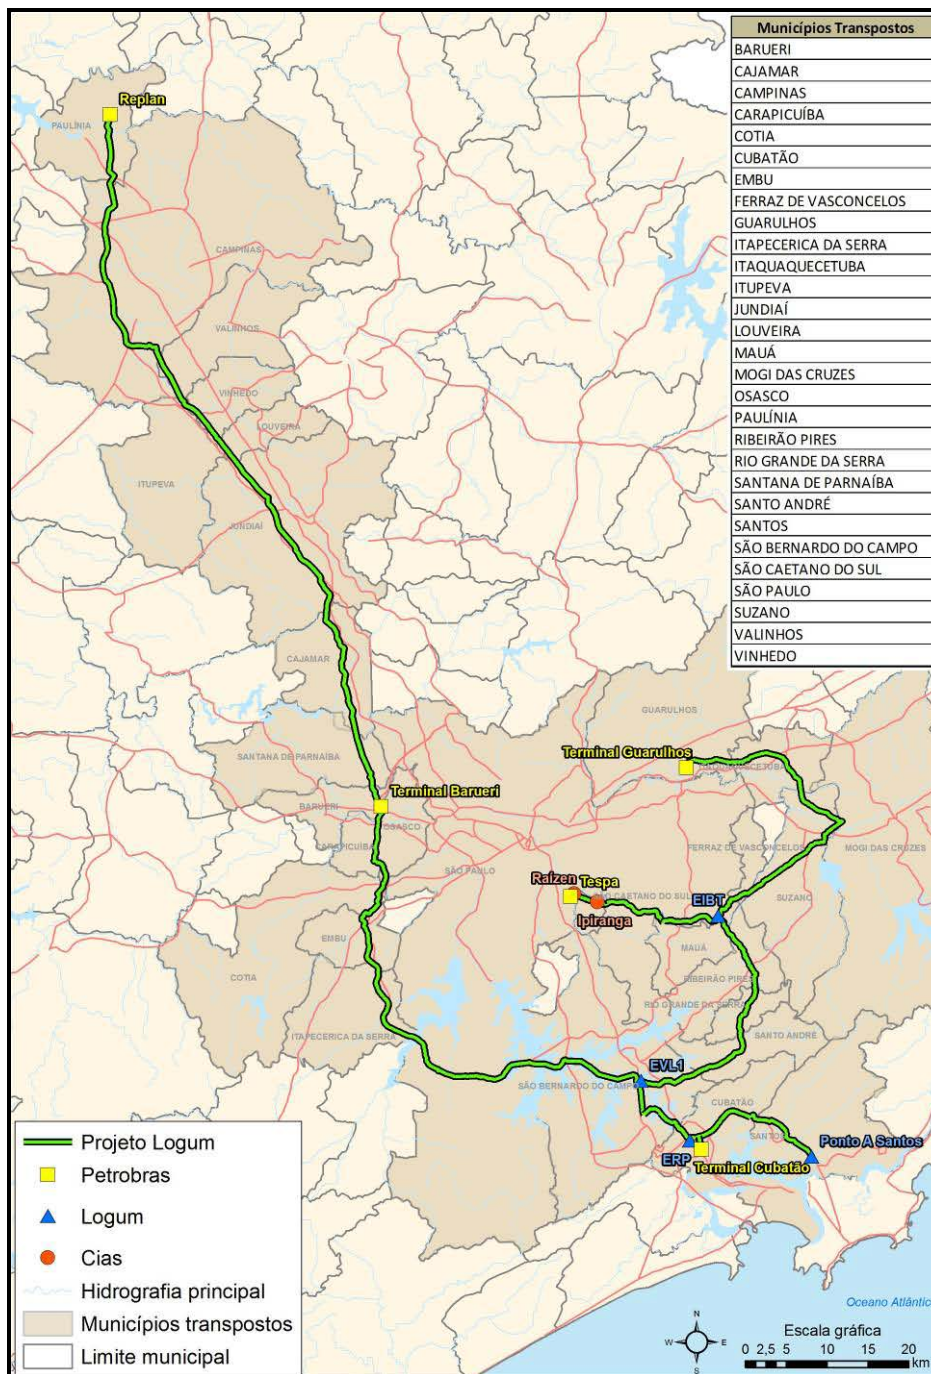 Municípios Transpostos
BARUERI
CAJAMAR
CAMPINAS
CARAPICUÍBA
COTIA
CUBATÃO
EMBU
FERRAZ DE VASCONCELOS
GUARULHOS
ITAPECERICA DA SERRA
ITAQUAQUECETUBA
ITUPEVA
JUNDIAÍ
LOUVEIRA
MAUÁ
MOGI DAS CRUZES
OSASCO
PAULÍNIA
RIBEIRÃO PIRES
RIO GRANDE DA SERRA
SANTANA DE PARNAÍBA
SANTO ANDRÉ
SANTOS
SÃO BERNARDO DO CAMPO
SÃO CAETANO DO SUL
SÃO PAULO
SUZANO
VALINHOS
VINHEDO
Replan
PAULÍNIA
CAMPINAS
VALINHOS
VINHEDO
LOUVEIRA
ITUPEVA
JUNDIAÍ
CAJAMAR
GUARULHOS
SANTANA DE PARNAÍBA
Terminal Guarulhos
Terminal Barueri
BARUERI
OSASCO
CARAPICUÍBA
FERRAZ DE VASCONCELOS
MOGI DAS CRUZES
SÃO PAULO
Raízen
Tespa
SUZANO
Ipiranga
EIBT
EMBU
MAUÁ
COTIA
RIBEIRÃO PIRES
RIO GRANDE DA SERRA
ITAPECERICA DA SERRA
SANTO ANDRÉ
EVL1
SÃO BERNARDO DO CAMPO
CUBATÃO
Ponto A Santos
ERP
Terminal Cubatão
Projeto Logum
Petrobras
Logum
Cias
Hidrografia principal
Municípios transpostos
Limite municipal
Oceano Atlântic
N
W
E
S
Escala gráfica
0 2,5 5 10 20
km